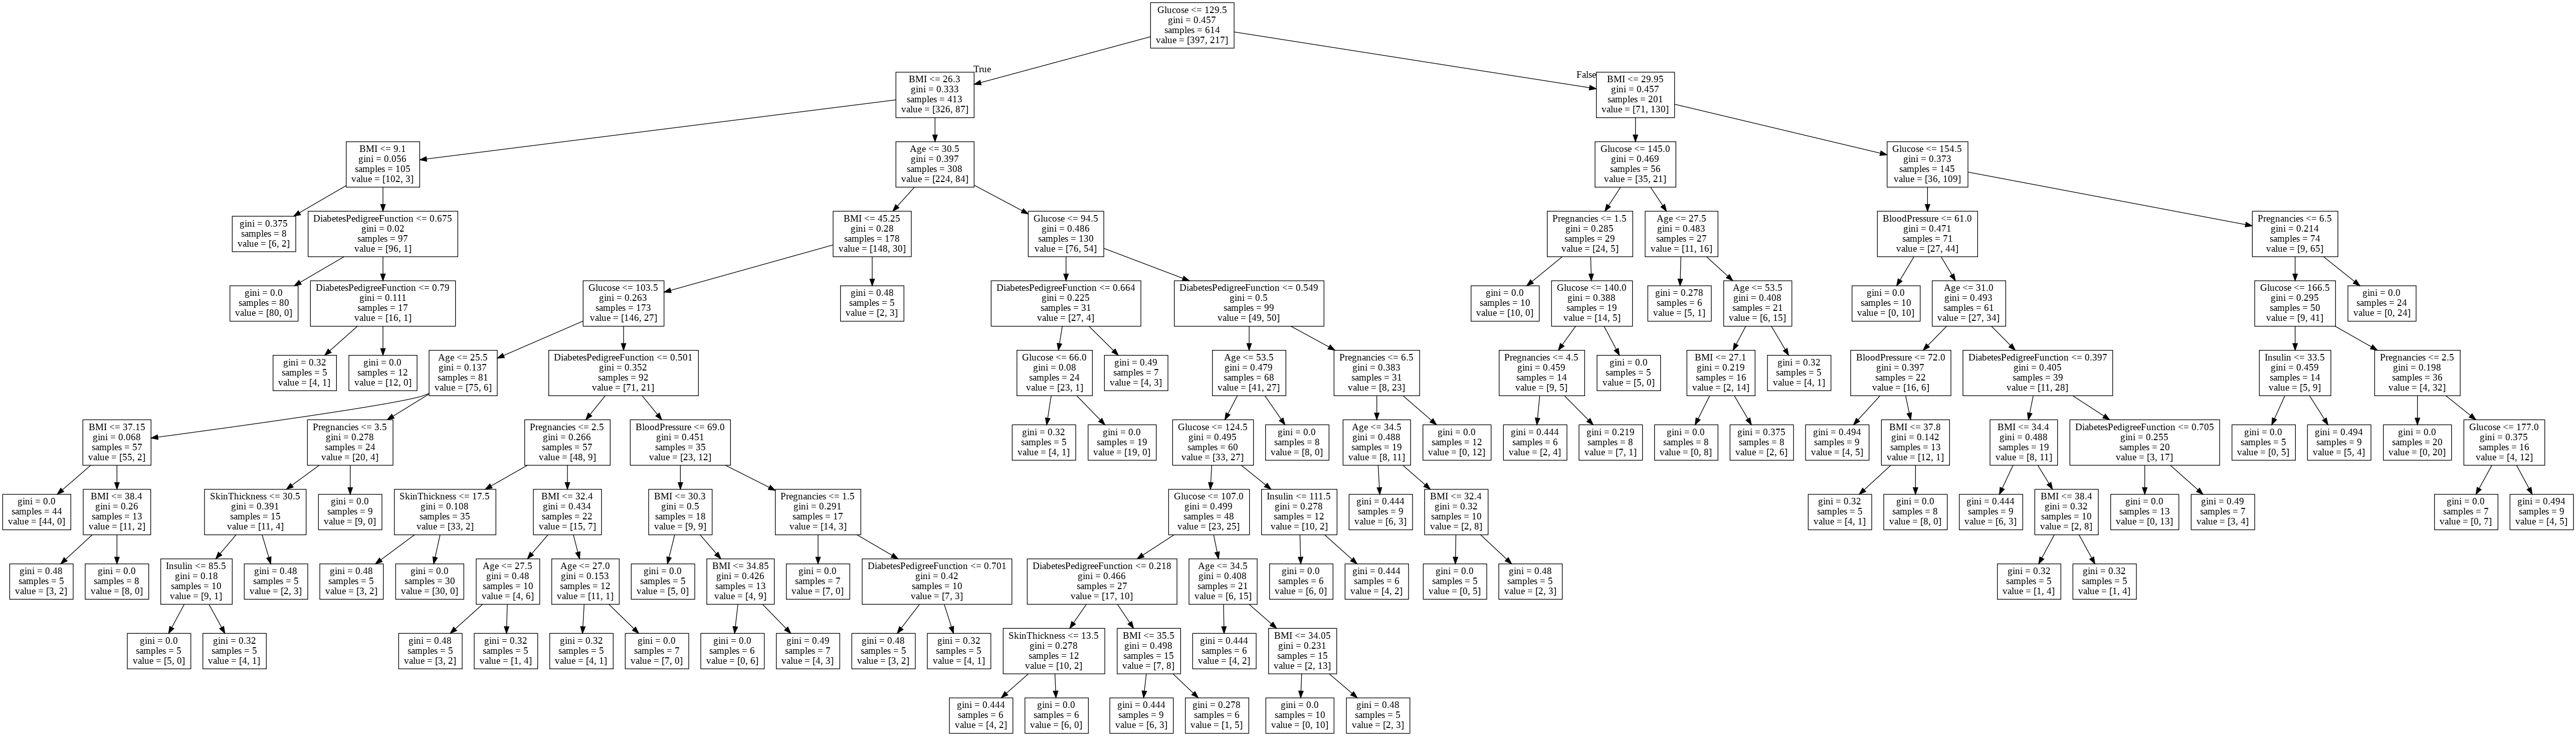 Glucose <= 129.5
gini = 0.457
samples = 614
value = [397, 217]
True
False
BMI <= 26.3
gini = 0.333
samples = 413
value = [326, 87]
BMI <= 29.95
gini = 0.457
samples = 201
value = [71, 130]
BMI <= 9.1
gini = 0.056
samples = 105
value = [102, 3]
Age <= 30.5
gini = 0.397
samples = 308
value = [224, 84]
Glucose <= 145.0
gini = 0.469
samples = 56
value = [35, 21]
Glucose <= 154.5
gini = 0.373
samples = 145
value = [36, 109]
gini = 0.375
samples = 8
value = [6, 2]
DiabetesPedigreeFunction <= 0.675
gini = 0.02
samples = 97
value = [96, 1]
BMI <= 45.25
gini = 0.28
samples = 178
value = [148, 30]
Glucose <= 94.5
gini = 0.486
samples = 130
value = [76, 54]
Pregnancies <= 1.5
gini = 0.285
samples = 29
value = [24, 5]
Age <= 27.5
gini = 0.483
samples = 27
value = [11, 16]
BloodPressure <= 61.0
gini = 0.471
samples = 71
value = [27, 44]
Pregnancies <= 6.5
gini = 0.214
samples = 74
value = [9, 65]
gini = 0.0
samples = 80
value = [80, 0]
DiabetesPedigreeFunction <= 0.79
gini = 0.111
samples = 17
value = [16, 1]
Glucose <= 103.5
gini = 0.263
samples = 173
value = [146, 27]
gini = 0.48
samples = 5
value = [2, 3]
DiabetesPedigreeFunction <= 0.664
gini = 0.225
samples = 31
value = [27, 4]
DiabetesPedigreeFunction <= 0.549
gini = 0.5
samples = 99
value = [49, 50]
gini = 0.0
samples = 10
value = [10, 0]
Glucose <= 140.0
gini = 0.388
samples = 19
value = [14, 5]
gini = 0.278
samples = 6
value = [5, 1]
Age <= 53.5
gini = 0.408
samples = 21
value = [6, 15]
gini = 0.0
samples = 10
value = [0, 10]
Age <= 31.0
gini = 0.493
samples = 61
value = [27, 34]
Glucose <= 166.5
gini = 0.295
samples = 50
value = [9, 41]
gini = 0.0
samples = 24
value = [0, 24]
gini = 0.32
samples = 5
value = [4, 1]
gini = 0.0
samples = 12
value = [12, 0]
Age <= 25.5
gini = 0.137
samples = 81
value = [75, 6]
DiabetesPedigreeFunction <= 0.501
gini = 0.352
samples = 92
value = [71, 21]
Glucose <= 66.0
gini = 0.08
samples = 24
value = [23, 1]
gini = 0.49
samples = 7
value = [4, 3]
Age <= 53.5
gini = 0.479
samples = 68
value = [41, 27]
Pregnancies <= 6.5
gini = 0.383
samples = 31
value = [8, 23]
Pregnancies <= 4.5
gini = 0.459
samples = 14
value = [9, 5]
gini = 0.0
samples = 5
value = [5, 0]
BMI <= 27.1
gini = 0.219
samples = 16
value = [2, 14]
gini = 0.32
samples = 5
value = [4, 1]
BloodPressure <= 72.0
gini = 0.397
samples = 22
value = [16, 6]
DiabetesPedigreeFunction <= 0.397
gini = 0.405
samples = 39
value = [11, 28]
Insulin <= 33.5
gini = 0.459
samples = 14
value = [5, 9]
Pregnancies <= 2.5
gini = 0.198
samples = 36
value = [4, 32]
BMI <= 37.15
gini = 0.068
samples = 57
value = [55, 2]
Pregnancies <= 3.5
gini = 0.278
samples = 24
value = [20, 4]
Pregnancies <= 2.5
gini = 0.266
samples = 57
value = [48, 9]
BloodPressure <= 69.0
gini = 0.451
samples = 35
value = [23, 12]
gini = 0.32
samples = 5
value = [4, 1]
gini = 0.0
samples = 19
value = [19, 0]
Glucose <= 124.5
gini = 0.495
samples = 60
value = [33, 27]
gini = 0.0
samples = 8
value = [8, 0]
Age <= 34.5
gini = 0.488
samples = 19
value = [8, 11]
gini = 0.0
samples = 12
value = [0, 12]
gini = 0.444
samples = 6
value = [2, 4]
gini = 0.219
samples = 8
value = [7, 1]
gini = 0.0
samples = 8
value = [0, 8]
gini = 0.375
samples = 8
value = [2, 6]
gini = 0.494
samples = 9
value = [4, 5]
BMI <= 37.8
gini = 0.142
samples = 13
value = [12, 1]
BMI <= 34.4
gini = 0.488
samples = 19
value = [8, 11]
DiabetesPedigreeFunction <= 0.705
gini = 0.255
samples = 20
value = [3, 17]
gini = 0.0
samples = 5
value = [0, 5]
gini = 0.494
samples = 9
value = [5, 4]
gini = 0.0
samples = 20
value = [0, 20]
Glucose <= 177.0
gini = 0.375
samples = 16
value = [4, 12]
gini = 0.0
samples = 44
value = [44, 0]
BMI <= 38.4
gini = 0.26
samples = 13
value = [11, 2]
SkinThickness <= 30.5
gini = 0.391
samples = 15
value = [11, 4]
gini = 0.0
samples = 9
value = [9, 0]
SkinThickness <= 17.5
gini = 0.108
samples = 35
value = [33, 2]
BMI <= 32.4
gini = 0.434
samples = 22
value = [15, 7]
BMI <= 30.3
gini = 0.5
samples = 18
value = [9, 9]
Pregnancies <= 1.5
gini = 0.291
samples = 17
value = [14, 3]
Glucose <= 107.0
gini = 0.499
samples = 48
value = [23, 25]
Insulin <= 111.5
gini = 0.278
samples = 12
value = [10, 2]
gini = 0.444
samples = 9
value = [6, 3]
BMI <= 32.4
gini = 0.32
samples = 10
value = [2, 8]
gini = 0.32
samples = 5
value = [4, 1]
gini = 0.0
samples = 8
value = [8, 0]
gini = 0.444
samples = 9
value = [6, 3]
BMI <= 38.4
gini = 0.32
samples = 10
value = [2, 8]
gini = 0.0
samples = 13
value = [0, 13]
gini = 0.49
samples = 7
value = [3, 4]
gini = 0.0
samples = 7
value = [0, 7]
gini = 0.494
samples = 9
value = [4, 5]
gini = 0.48
samples = 5
value = [3, 2]
gini = 0.0
samples = 8
value = [8, 0]
Insulin <= 85.5
gini = 0.18
samples = 10
value = [9, 1]
gini = 0.48
samples = 5
value = [2, 3]
gini = 0.48
samples = 5
value = [3, 2]
gini = 0.0
samples = 30
value = [30, 0]
Age <= 27.5
gini = 0.48
samples = 10
value = [4, 6]
Age <= 27.0
gini = 0.153
samples = 12
value = [11, 1]
gini = 0.0
samples = 5
value = [5, 0]
BMI <= 34.85
gini = 0.426
samples = 13
value = [4, 9]
gini = 0.0
samples = 7
value = [7, 0]
DiabetesPedigreeFunction <= 0.701
gini = 0.42
samples = 10
value = [7, 3]
DiabetesPedigreeFunction <= 0.218
gini = 0.466
samples = 27
value = [17, 10]
Age <= 34.5
gini = 0.408
samples = 21
value = [6, 15]
gini = 0.0
samples = 6
value = [6, 0]
gini = 0.444
samples = 6
value = [4, 2]
gini = 0.0
samples = 5
value = [0, 5]
gini = 0.48
samples = 5
value = [2, 3]
gini = 0.32
samples = 5
value = [1, 4]
gini = 0.32
samples = 5
value = [1, 4]
gini = 0.0
samples = 5
value = [5, 0]
gini = 0.32
samples = 5
value = [4, 1]
gini = 0.48
samples = 5
value = [3, 2]
gini = 0.32
samples = 5
value = [1, 4]
gini = 0.32
samples = 5
value = [4, 1]
gini = 0.0
samples = 7
value = [7, 0]
gini = 0.0
samples = 6
value = [0, 6]
gini = 0.49
samples = 7
value = [4, 3]
gini = 0.48
samples = 5
value = [3, 2]
gini = 0.32
samples = 5
value = [4, 1]
SkinThickness <= 13.5
gini = 0.278
samples = 12
value = [10, 2]
BMI <= 35.5
gini = 0.498
samples = 15
value = [7, 8]
gini = 0.444
samples = 6
value = [4, 2]
BMI <= 34.05
gini = 0.231
samples = 15
value = [2, 13]
gini = 0.444
samples = 6
value = [4, 2]
gini = 0.0
samples = 6
value = [6, 0]
gini = 0.444
samples = 9
value = [6, 3]
gini = 0.278
samples = 6
value = [1, 5]
gini = 0.0
samples = 10
value = [0, 10]
gini = 0.48
samples = 5
value = [2, 3]